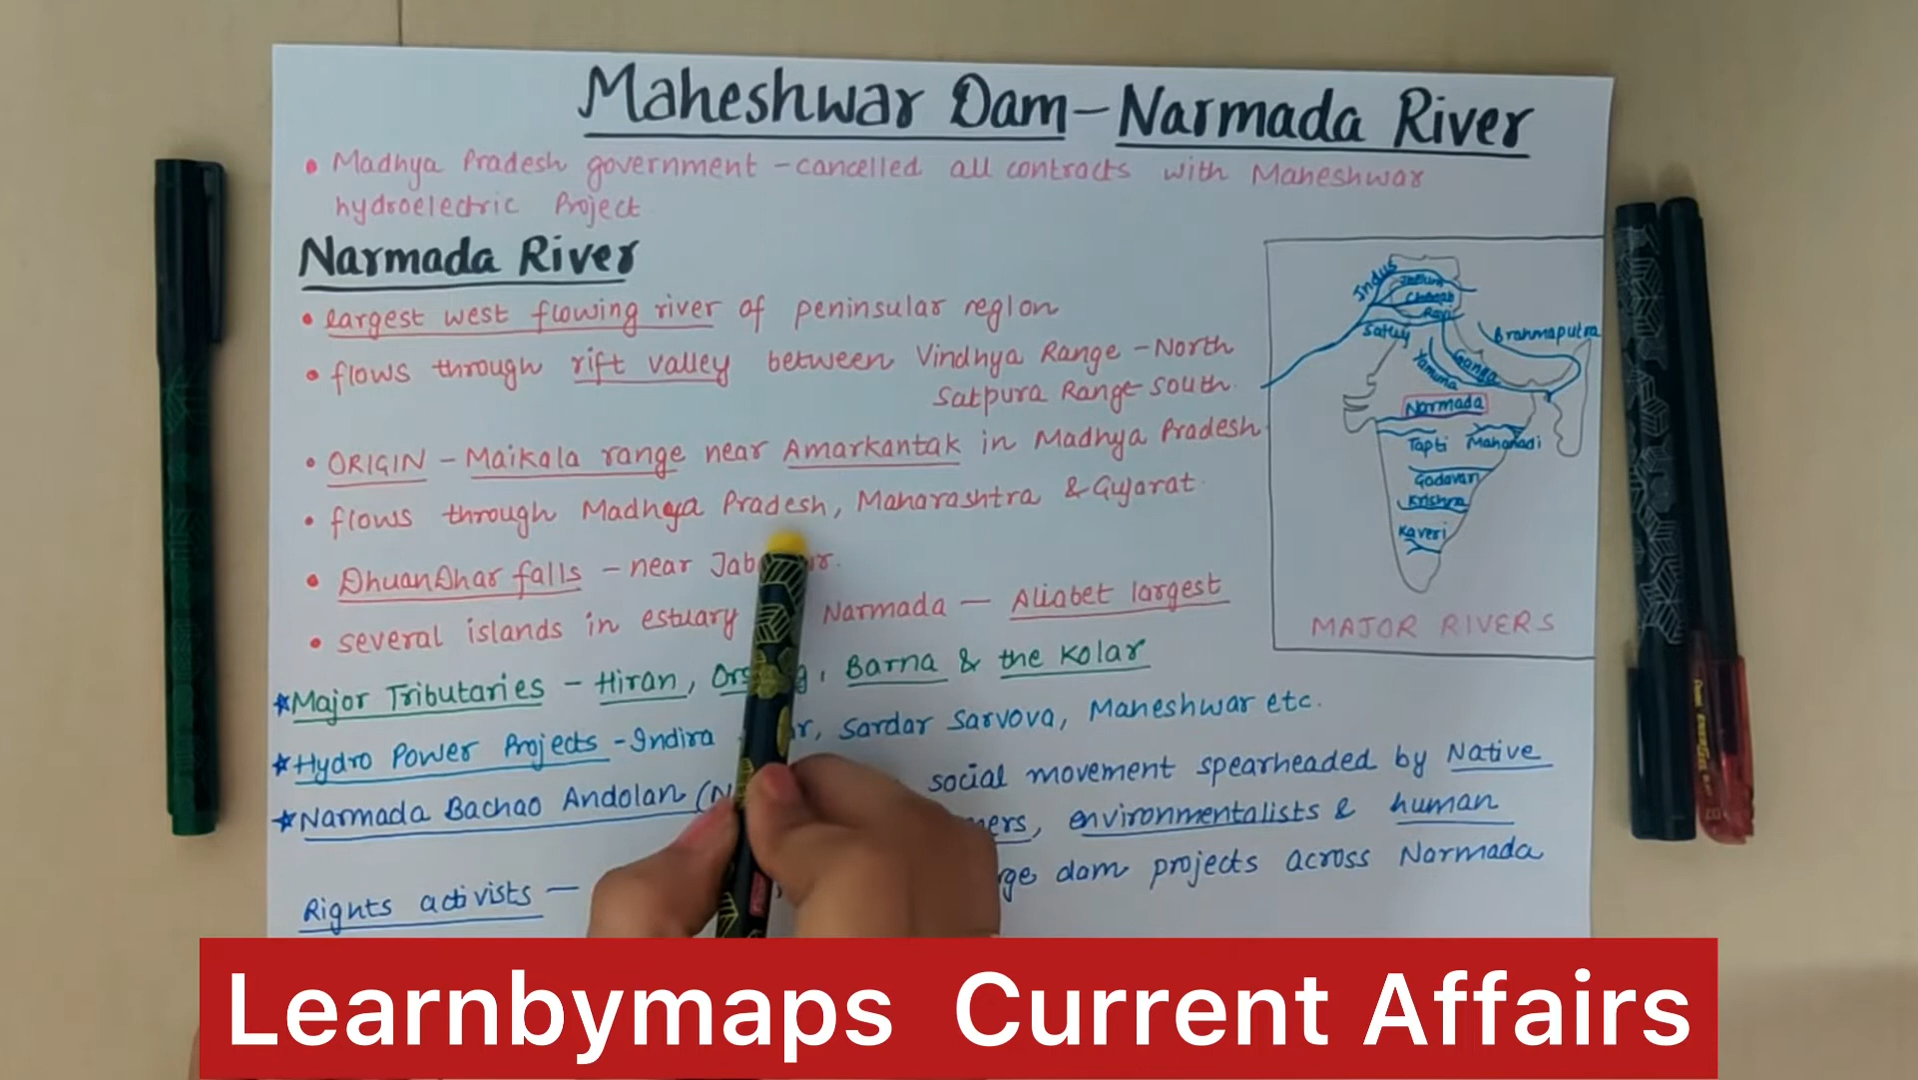 Maheshwar Dam - Narmada River
• Madhya Pradesh government - cancelled all contracts with Maheshwar
hydroelectric Project
Narmada River
• largest west flowing river of peninsular region
• flows through rift valley between Vindhya Range - North
Satpura Range South.
• ORIGIN - Maikala range near Amarkantak in Madhya Pradesh
• flows through Madhya Pradesh, Maharashtra & Gujarat.
• DhuanDhar falls - near
• several islands in estuary Narmada - Aliabet largest
★ Major Tributaries - Hiran, Barna & the Kolar
★ Hydro Power Projects - Indira Sardar Sarvova, Maheshwar etc.
★ Narmada Bachao Andolan social movement spearheaded by Native
environmentalists & human
Rights activists - dam projects across Narmada
Indus
Jhelum
Chenab
Ravi
Satluj
Brahmaputra
Ganga
Yamuna
Narmada
Tapti Mahanadi
Godavari
Krishna
Kaveri
MAJOR RIVERS
Learnbymaps Current Affairs